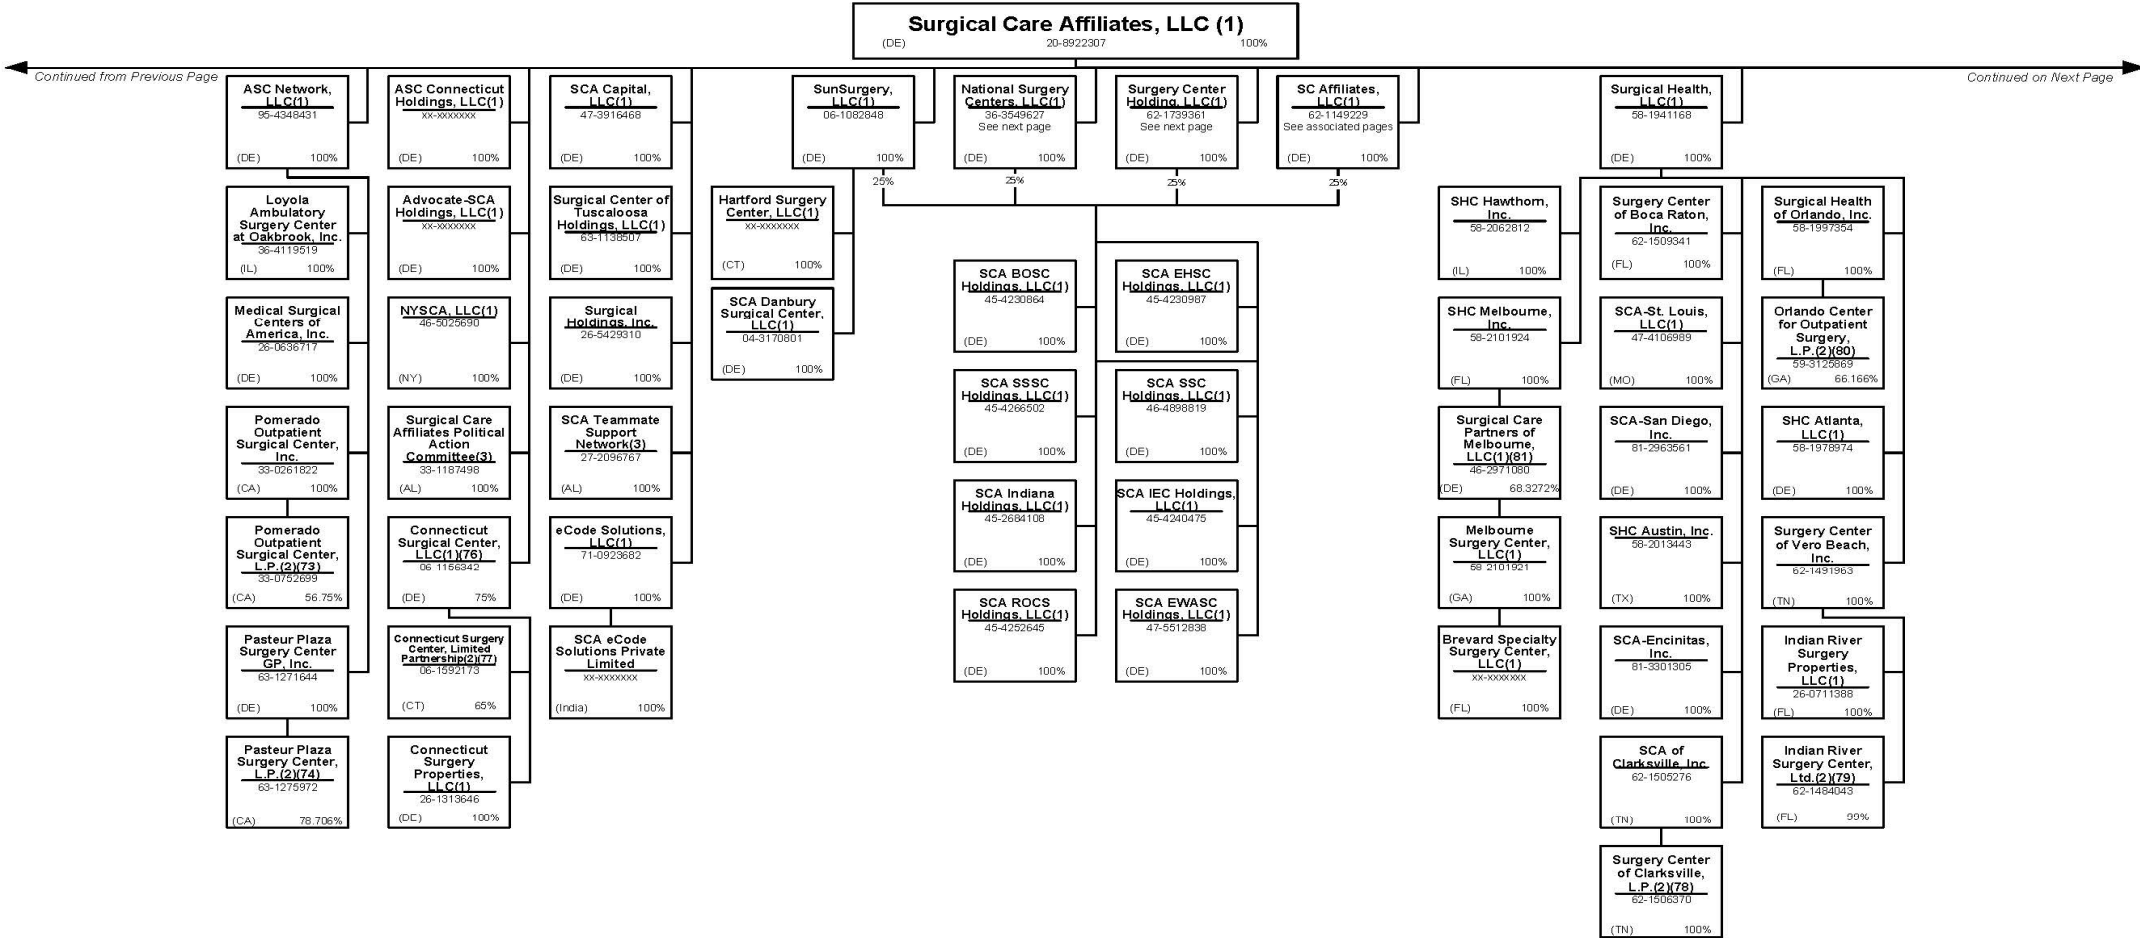 Surgical Care Affiliates, LLC (1)
(DE) 20-8922307 100%
Continued from Previous Page
Continued on Next Page
ASC Network,
LLC(1)
95-4348431
(DE) 100%
Loyola
Ambulatory
Surgery Center
at Oakbrook, Inc.
36-4119519
(IL) 100%
Medical Surgical
Centers of
America, Inc.
26-0636717
(DE) 100%
Pomerado
Outpatient
Surgical Center,
Inc.
33-0261822
(CA) 100%
Pomerado
Outpatient
Surgical Center,
L.P.(2)(73)
33-0752699
(CA) 56.75%
Pasteur Plaza
Surgery Center
GP, Inc.
63-1271644
(DE) 100%
Pasteur Plaza
Surgery Center,
L.P.(2)(74)
63-1275972
(CA) 78.706%
ASC Connecticut
Holdings, LLC(1)
xx-xxxxxxx
(DE) 100%
Advocate-SCA
Holdings, LLC(1)
xx-xxxxxxx
(DE) 100%
NYSCA, LLC(1)
46-5025690
(NY) 100%
Surgical Care
Affiliates Political
Action
Committee(3)
33-1187498
(AL) 100%
Connecticut
Surgical Center,
LLC(1)(76)
06-1156342
(DE) 75%
Connecticut Surgery
Center, Limited
Partnership(2)(77)
06-1592173
(CT) 65%
Connecticut
Surgery
Properties,
LLC(1)
26-1313646
(DE) 100%
SCA Capital,
LLC(1)
47-3916468
(DE) 100%
Surgical Center of
Tuscaloosa
Holdings, LLC(1)
63-1138507
(DE) 100%
Surgical
Holdings, Inc.
26-5429310
(DE) 100%
SCA Teammate
Support
Network(3)
27-2096767
(AL) 100%
eCode Solutions,
LLC(1)
71-0923682
(DE) 100%
SCA eCode
Solutions Private
Limited
xx-xxxxxxx
(India) 100%
SunSurgery,
LLC(1)
06-1082848
(DE) 100%
25%
Hartford Surgery
Center, LLC(1)
xx-xxxxxxx
(CT) 100%
SCA Danbury
Surgical Center,
LLC(1)
04-3170801
(DE) 100%
National Surgery
Centers, LLC(1)
36-3549627
See next page
(DE) 100%
25%
Surgery Center
Holding, LLC(1)
62-1739361
See next page
(DE) 100%
25%
SC Affiliates,
LLC(1)
62-1149229
See associated pages
(DE) 100%
25%
SCA BOSC
Holdings, LLC(1)
45-4230864
(DE) 100%
SCA SSSC
Holdings, LLC(1)
45-4266502
(DE) 100%
SCA Indiana
Holdings, LLC(1)
45-2684108
(DE) 100%
SCA ROCS
Holdings, LLC(1)
45-4252645
(DE) 100%
SCA EHSC
Holdings, LLC(1)
45-4230987
(DE) 100%
SCA SSC
Holdings, LLC(1)
46-4898819
(DE) 100%
SCA IEC Holdings,
LLC(1)
45-4240475
(DE) 100%
SCA EWASC
Holdings, LLC(1)
47-5512838
(DE) 100%
Surgical Health,
LLC(1)
58-1941168
(DE) 100%
SHC Hawthorn,
Inc.
58-2062812
(IL) 100%
SHC Melbourne,
Inc.
58-2101924
(FL) 100%
Surgical Care
Partners of
Melbourne,
LLC(1)(81)
46-2971080
(DE) 68.3272%
Melbourne
Surgery Center,
LLC(1)
58-2101921
(GA) 100%
Brevard Specialty
Surgery Center,
LLC(1)
xx-xxxxxxx
(FL) 100%
Surgery Center
of Boca Raton,
Inc.
62-1509341
(FL) 100%
SCA-St. Louis,
LLC(1)
47-4106989
(MO) 100%
SCA-San Diego,
Inc.
81-2963561
(DE) 100%
SHC Austin, Inc.
58-2013443
(TX) 100%
SCA-Encinitas,
Inc.
81-3301305
(DE) 100%
SCA of
Clarksville, Inc.
62-1505276
(TN) 100%
Surgery Center
of Clarksville,
L.P.(2)(78)
62-1506370
(TN) 100%
Surgical Health
of Orlando, Inc.
58-1997354
(FL) 100%
Orlando Center
for Outpatient
Surgery,
L.P.(2)(80)
59-3125869
(GA) 66.166%
SHC Atlanta,
LLC(1)
58-1978974
(DE) 100%
Surgery Center
of Vero Beach,
Inc.
62-1491963
(TN) 100%
Indian River
Surgery
Properties,
LLC(1)
26-0711388
(FL) 100%
Indian River
Surgery Center,
Ltd.(2)(79)
62-1484043
(FL) 99%